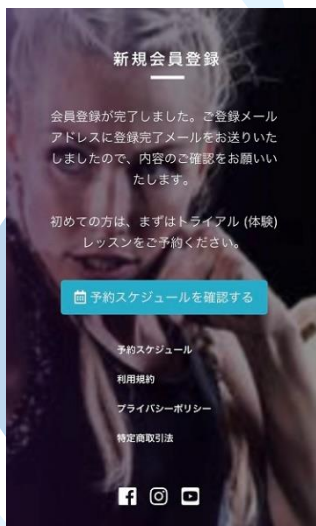 新規会員登録
会員登録が完了しました。ご登録メール
アドレスに登録完了メールをお送りいた
しましたので、内容のご確認をお願いい
たします。
初めての方は、まずはトライアル (体験)
レッスンをご予約ください。
予約スケジュールを確認する
予約スケジュール
利用規約
プライバシーポリシー
特定商取引法